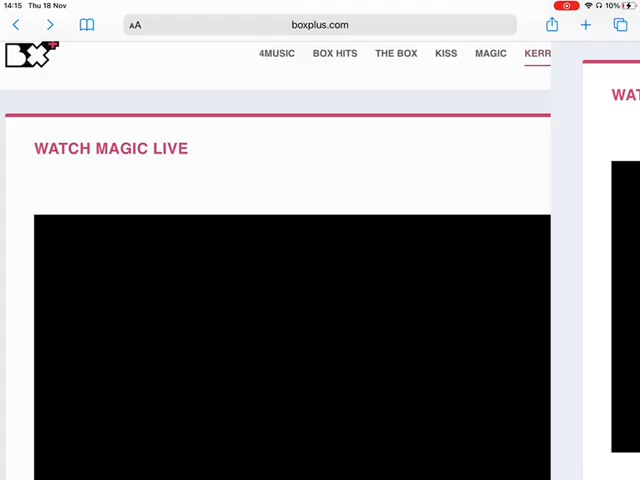 14:15 Thu 18 Nov 10%
AA boxplus.com
BOX+ 4MUSIC BOX HITS THE BOX KISS MAGIC KERR
WATCH MAGIC LIVE
WAT